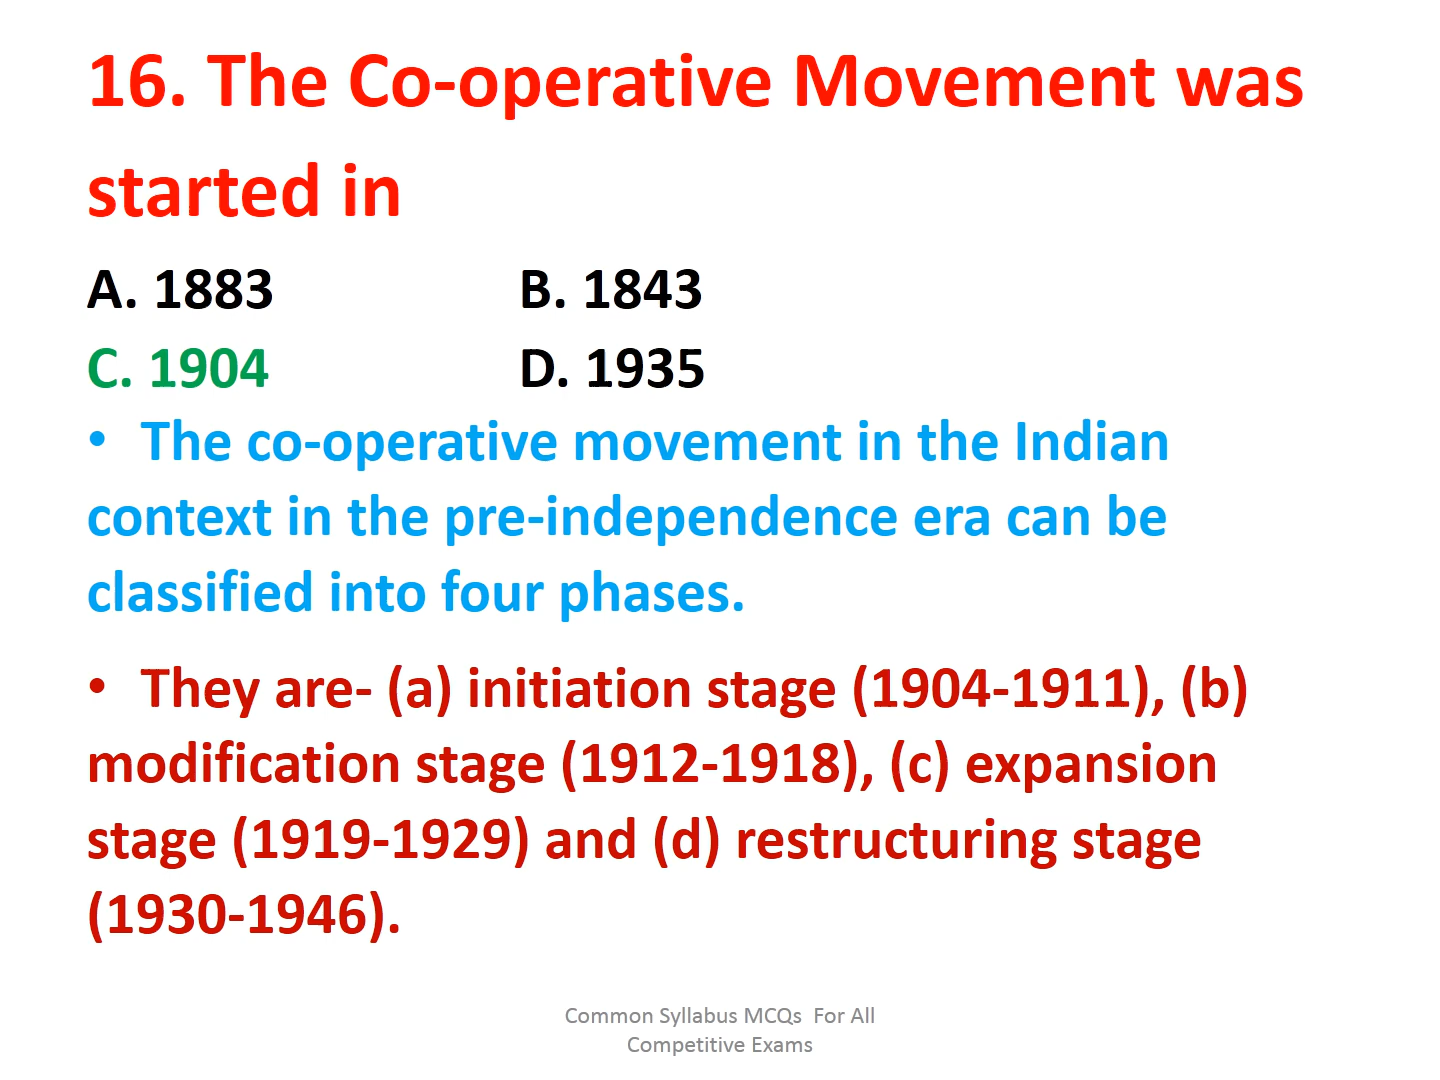 16. The Co-operative Movement was
started in
A. 1883 B. 1843
C. 1904 D. 1935
• The co-operative movement in the Indian
context in the pre-independence era can be
classified into four phases.
• They are- (a) initiation stage (1904-1911), (b)
modification stage (1912-1918), (c) expansion
stage (1919-1929) and (d) restructuring stage
(1930-1946).
Common Syllabus MCQs For All
Competitive Exams